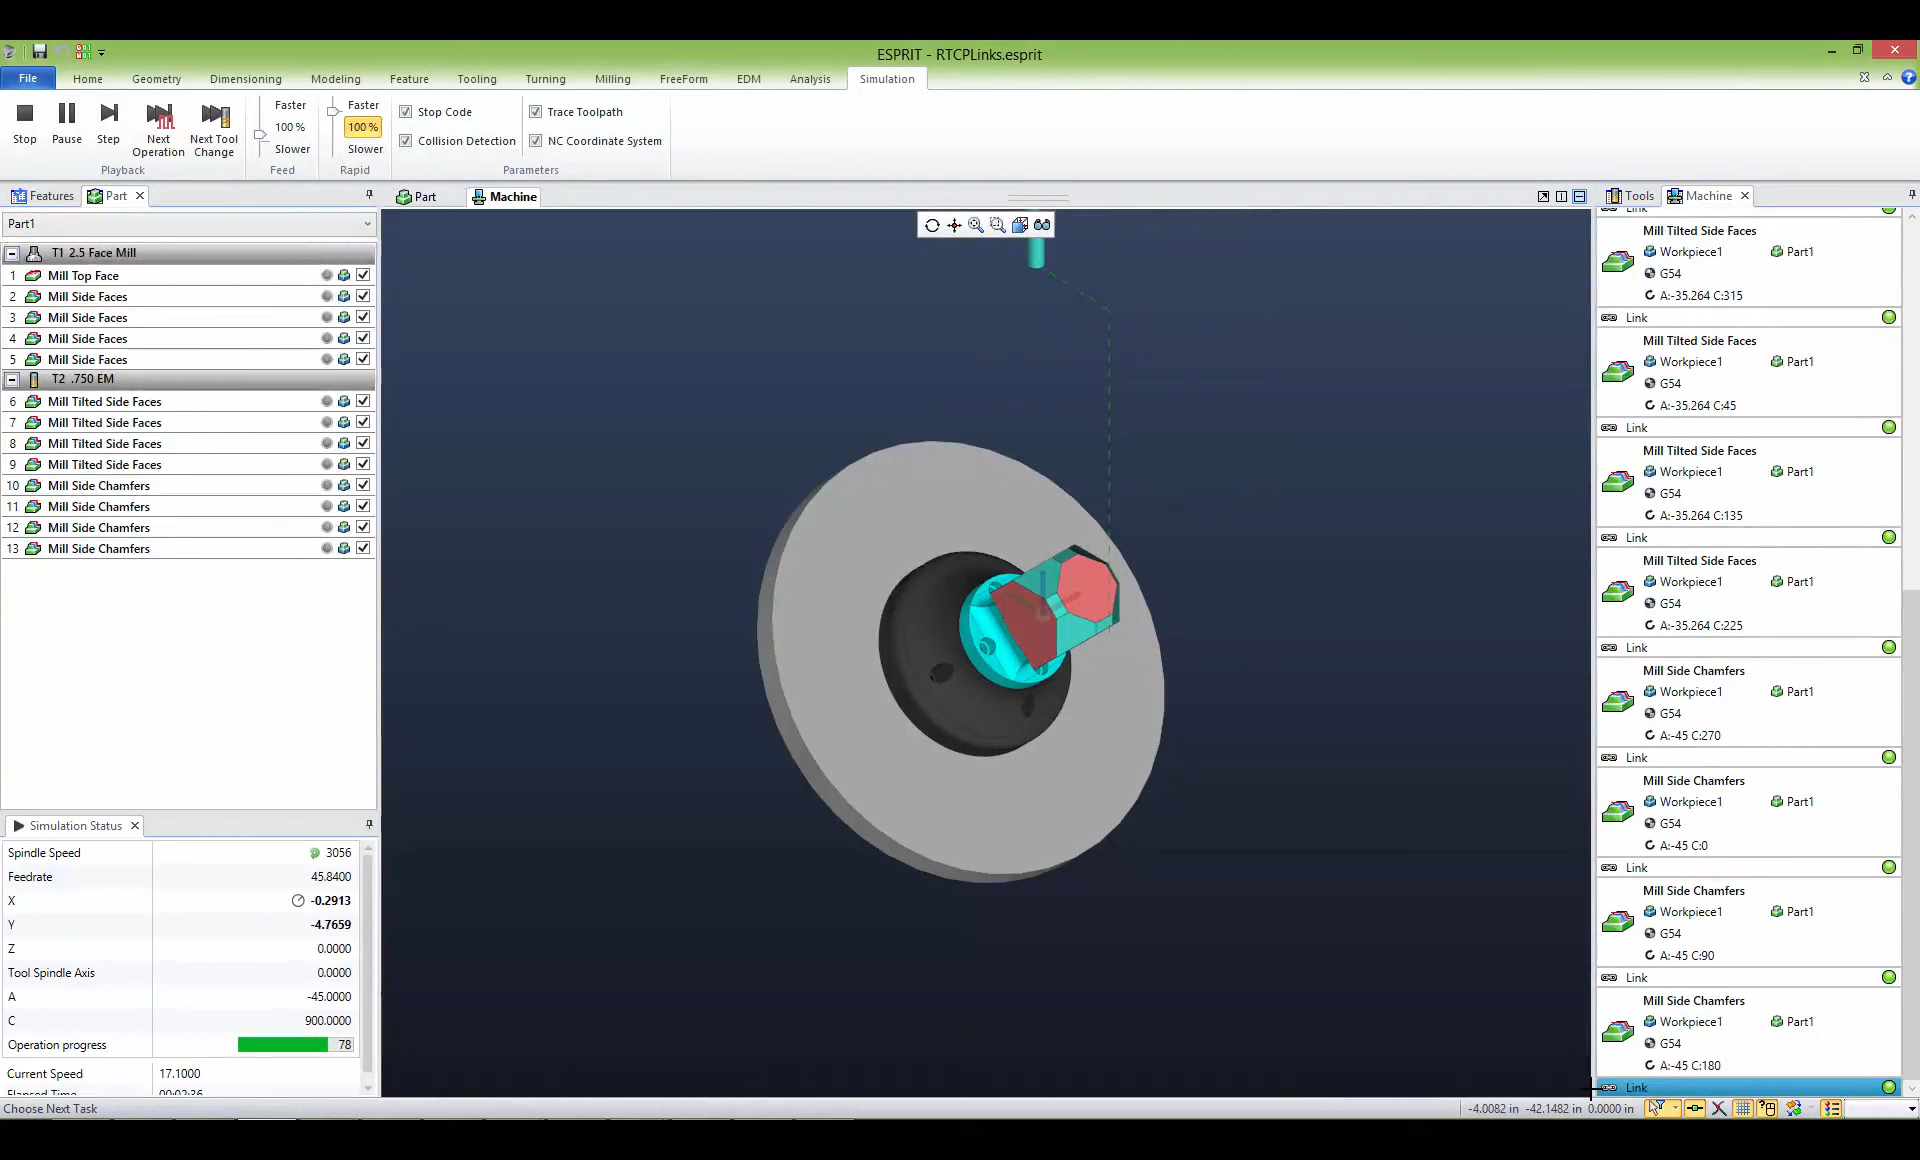 ESPRIT - RTCPLinks.esprit
File Home Geometry Dimensioning Modeling Feature Tooling Turning Milling FreeForm EDM Analysis Simulation
Faster Faster Stop Code Trace Toolpath
100 % 100 %
Stop Pause Step Next Operation Next Tool Change Slower Slower Collision Detection NC Coordinate System
Playback Feed Rapid Parameters
Features Part
Part1
T1 2.5 Face Mill
1 Mill Top Face
2 Mill Side Faces
3 Mill Side Faces
4 Mill Side Faces
5 Mill Side Faces
T2 .750 EM
6 Mill Tilted Side Faces
7 Mill Tilted Side Faces
8 Mill Tilted Side Faces
9 Mill Tilted Side Faces
10 Mill Side Chamfers
11 Mill Side Chamfers
12 Mill Side Chamfers
13 Mill Side Chamfers
Simulation Status
Spindle Speed 3056
Feedrate 45.8400
X -0.2913
Y -4.7659
Z 0.0000
Tool Spindle Axis 0.0000
A -45.0000
C 900.0000
Operation progress 78
Current Speed 17.1000
Elapsed Time 00:02:36
Part Machine
Tools Machine
Link
Mill Tilted Side Faces
Workpiece1 Part1
G54
A:-35.264 C:315
Link
Mill Tilted Side Faces
Workpiece1 Part1
G54
A:-35.264 C:45
Link
Mill Tilted Side Faces
Workpiece1 Part1
G54
A:-35.264 C:135
Link
Mill Tilted Side Faces
Workpiece1 Part1
G54
A:-35.264 C:225
Link
Mill Side Chamfers
Workpiece1 Part1
G54
A:-45 C:270
Link
Mill Side Chamfers
Workpiece1 Part1
G54
A:-45 C:0
Link
Mill Side Chamfers
Workpiece1 Part1
G54
A:-45 C:90
Link
Mill Side Chamfers
Workpiece1 Part1
G54
A:-45 C:180
Link
Choose Next Task -4.0082 in -42.1482 in 0.0000 in